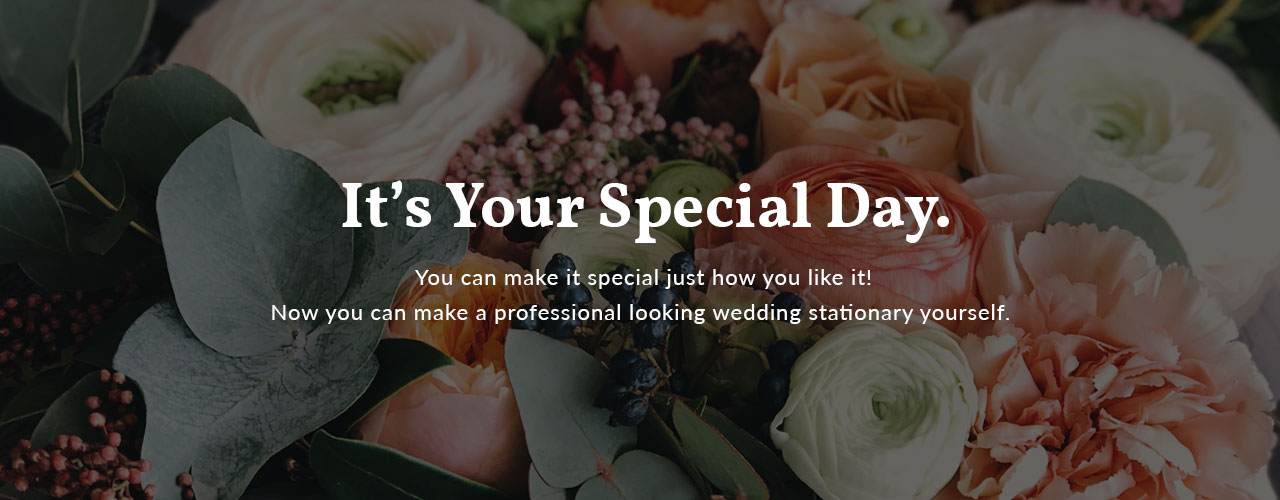 It’s Your Special Day.
You can make it special just how you like it!
Now you can make a professional looking wedding stationary yourself.